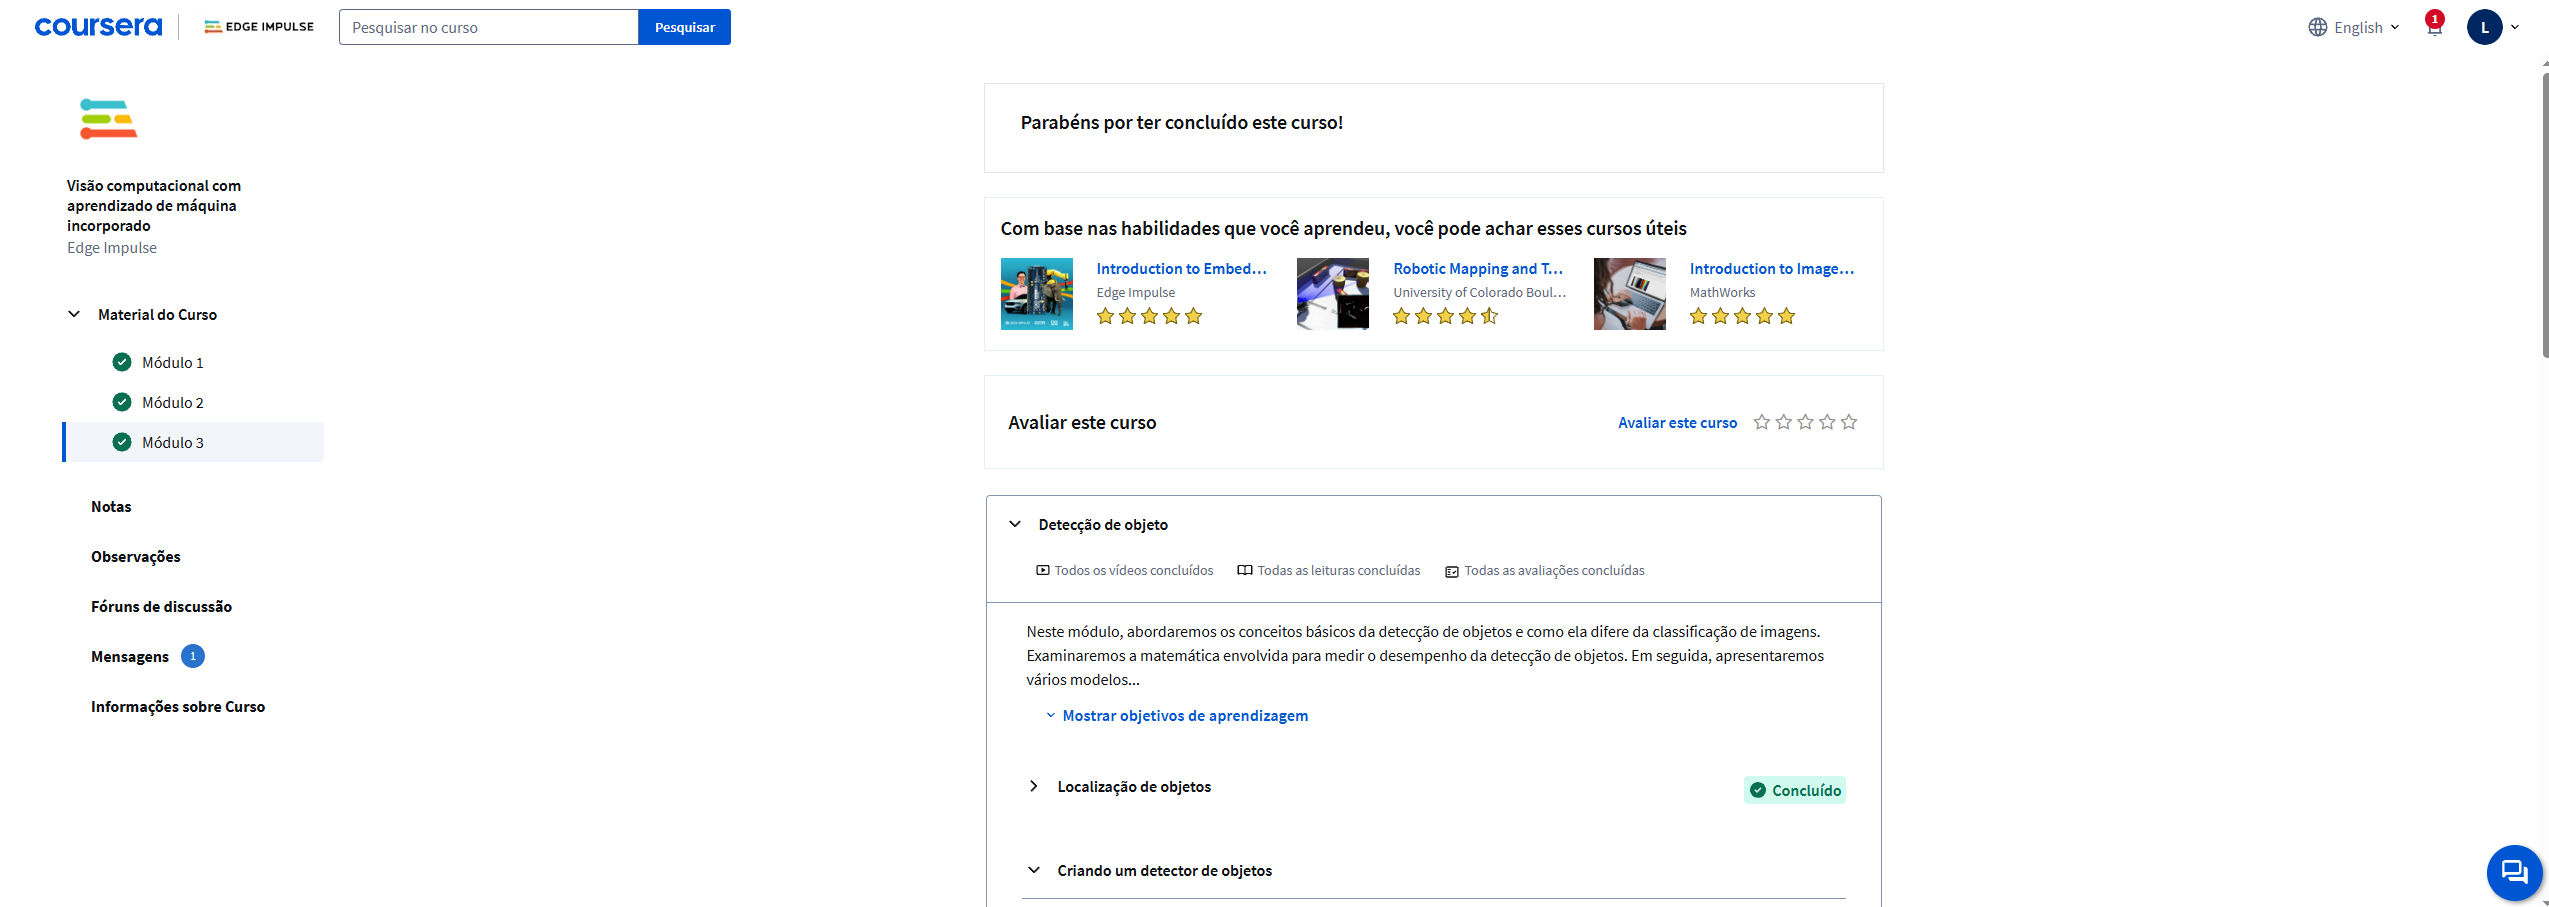 coursera
EDGE IMPULSE
Pesquisar no curso
Pesquisar
English
1
L
Visão computacional com
aprendizado de máquina
incorporado
Edge Impulse
Material do Curso
Módulo 1
Módulo 2
Módulo 3
Notas
Observações
Fóruns de discussão
Mensagens 1
Informações sobre Curso
Parabéns por ter concluído este curso!
Com base nas habilidades que você aprendeu, você pode achar esses cursos úteis
Introduction to Embed...
Edge Impulse
Robotic Mapping and T...
University of Colorado Boul...
Introduction to Image...
MathWorks
Avaliar este curso
Avaliar este curso
Detecção de objeto
Todos os vídeos concluídos
Todas as leituras concluídas
Todas as avaliações concluídas
Neste módulo, abordaremos os conceitos básicos da detecção de objetos e como ela difere da classificação de imagens.
Examinaremos a matemática envolvida para medir o desempenho da detecção de objetos. Em seguida, apresentaremos
vários modelos...
Mostrar objetivos de aprendizagem
Localização de objetos
Concluído
Criando um detector de objetos